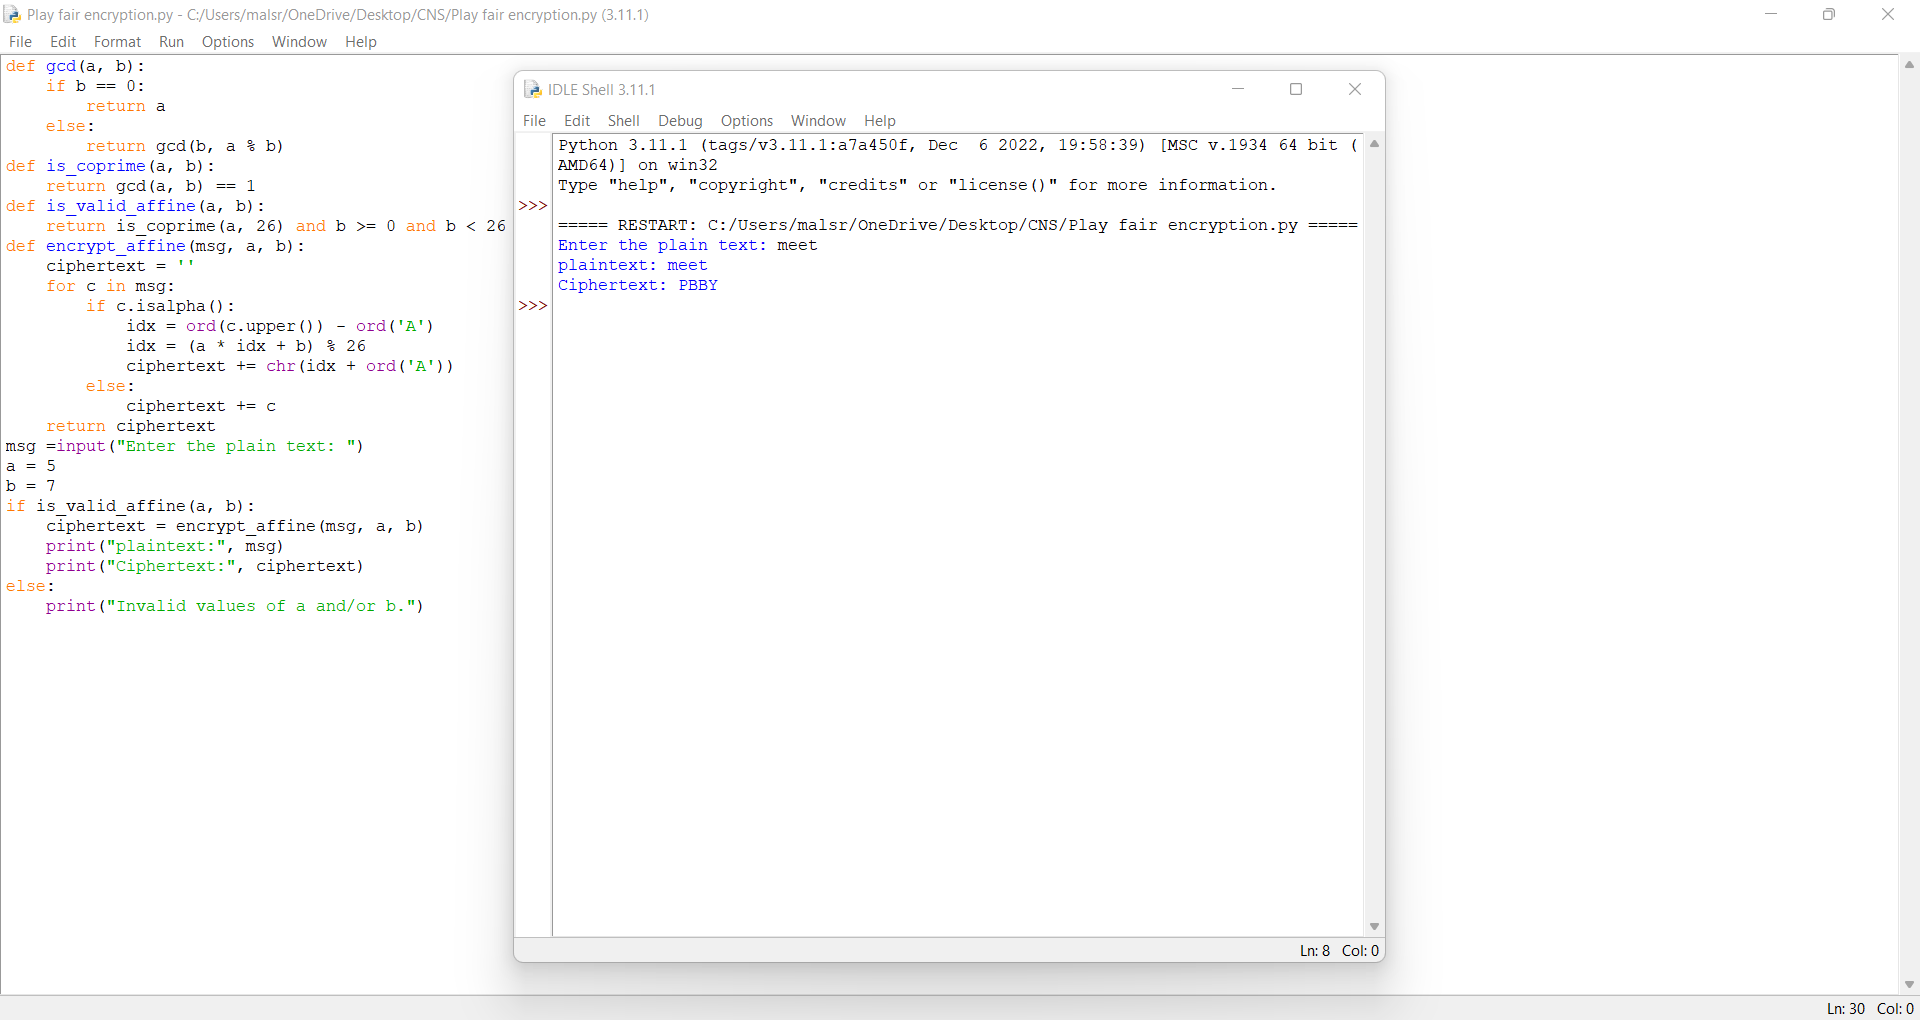 Play fair encryption.py - C:/Users/malsr/OneDrive/Desktop/CNS/Play fair encryption.py (3.11.1)
File Edit Format Run Options Window Help
def gcd(a, b):
    if b == 0:
        return a
    else:
        return gcd(b, a % b)
def is_coprime(a, b):
    return gcd(a, b) == 1
def is_valid_affine(a, b):
    return is_coprime(a, 26) and b >= 0 and b < 26
def encrypt_affine(msg, a, b):
    ciphertext = ''
    for c in msg:
        if c.isalpha():
            idx = ord(c.upper()) - ord('A')
            idx = (a * idx + b) % 26
            ciphertext += chr(idx + ord('A'))
        else:
            ciphertext += c
    return ciphertext
msg =input("Enter the plain text: ")
a = 5
b = 7
if is_valid_affine(a, b):
    ciphertext = encrypt_affine(msg, a, b)
    print("plaintext:", msg)
    print("Ciphertext:", ciphertext)
else:
    print("Invalid values of a and/or b.")
IDLE Shell 3.11.1
File Edit Shell Debug Options Window Help
Python 3.11.1 (tags/v3.11.1:a7a450f, Dec  6 2022, 19:58:39) [MSC v.1934 64 bit (
AMD64)] on win32
Type "help", "copyright", "credits" or "license()" for more information.
>>>
===== RESTART: C:/Users/malsr/OneDrive/Desktop/CNS/Play fair encryption.py =====
Enter the plain text: meet
plaintext: meet
Ciphertext: PBBY
>>>
Ln: 8 Col: 0
Ln: 30 Col: 0